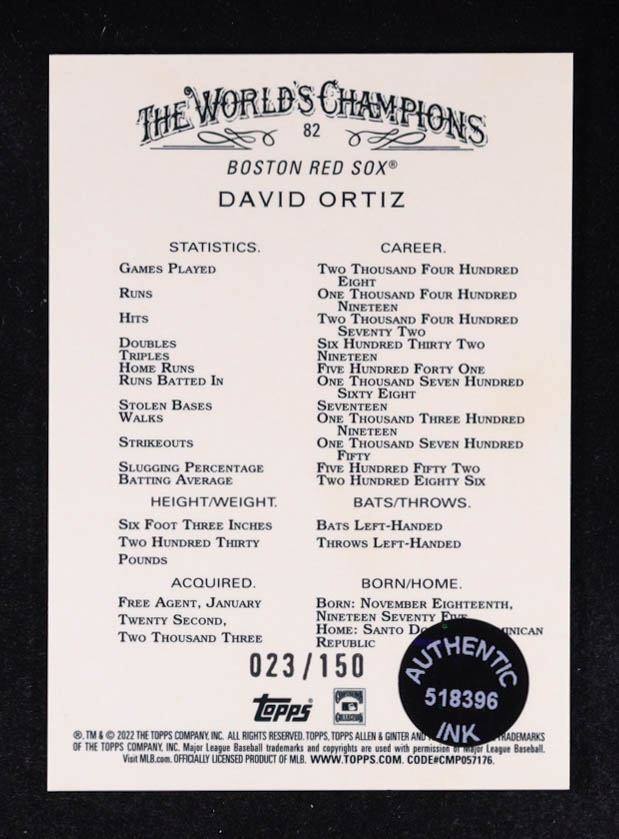 THE WORLD'S CHAMPIONS
82
BOSTON RED SOX®
DAVID ORTIZ
STATISTICS. CAREER.
GAMES PLAYED TWO THOUSAND FOUR HUNDRED
EIGHT
RUNS ONE THOUSAND FOUR HUNDRED
NINETEEN
HITS TWO THOUSAND FOUR HUNDRED
SEVENTY TWO
DOUBLES SIX HUNDRED THIRTY TWO
TRIPLES NINETEEN
HOME RUNS FIVE HUNDRED FORTY ONE
RUNS BATTED IN ONE THOUSAND SEVEN HUNDRED
SIXTY EIGHT
STOLEN BASES SEVENTEEN
WALKS ONE THOUSAND THREE HUNDRED
NINETEEN
STRIKEOUTS ONE THOUSAND SEVEN HUNDRED
FIFTY
SLUGGING PERCENTAGE FIVE HUNDRED FIFTY TWO
BATTING AVERAGE TWO HUNDRED EIGHTY SIX
HEIGHT/WEIGHT. BATS/THROWS.
SIX FOOT THREE INCHES BATS LEFT-HANDED
TWO HUNDRED THIRTY THROWS LEFT-HANDED
POUNDS
ACQUIRED. BORN/HOME.
FREE AGENT, JANUARY BORN: NOVEMBER EIGHTEENTH,
TWENTY SECOND, NINETEEN SEVENTY FIVE
TWO THOUSAND THREE HOME: SANTO DO MINICAN
REPUBLIC
023/150
AUTHENTIC
518396
INK
Topps
®, TM & © 2022 THE TOPPS COMPANY, INC. ALL RIGHTS RESERVED. TOPPS, TOPPS ALLEN & GINTER AND TRADEMARKS
OF THE TOPPS COMPANY, INC. Major League Baseball trademarks and copyrights are used with permission of Major League Baseball.
Visit MLB.com. OFFICIALLY LICENSED PRODUCT OF MLB. WWW.TOPPS.COM. CODE#CMP057176.